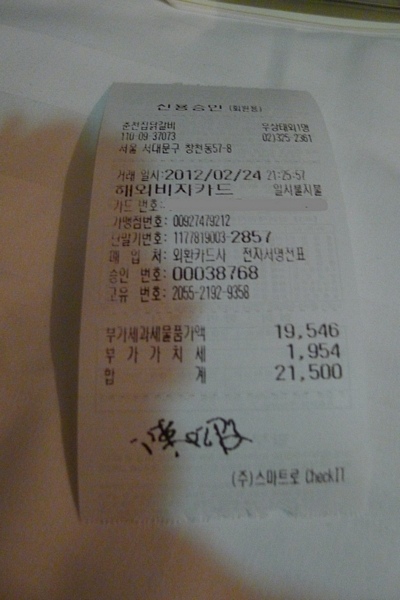 신용승인 (회원용)
춘천집닭갈비 우상태외1명
110-09-37073 02)325-2361
서울 서대문구 창천동57-8
거래 일시:2012/02/24 21:25:57
해외비자카드 일시불지불
카드 번호:
가맹점번호: 00927479212
단말기번호: 1177819003-2857
매 입 처: 외환카드사 전자서명전표
승인 번호: 00038768
고유 번호: 2055-2192-9358
부가세과세물품가액 19,546
부 가 가 치 세 1,954
합 계 21,500
(주)스마트로 CheckIT